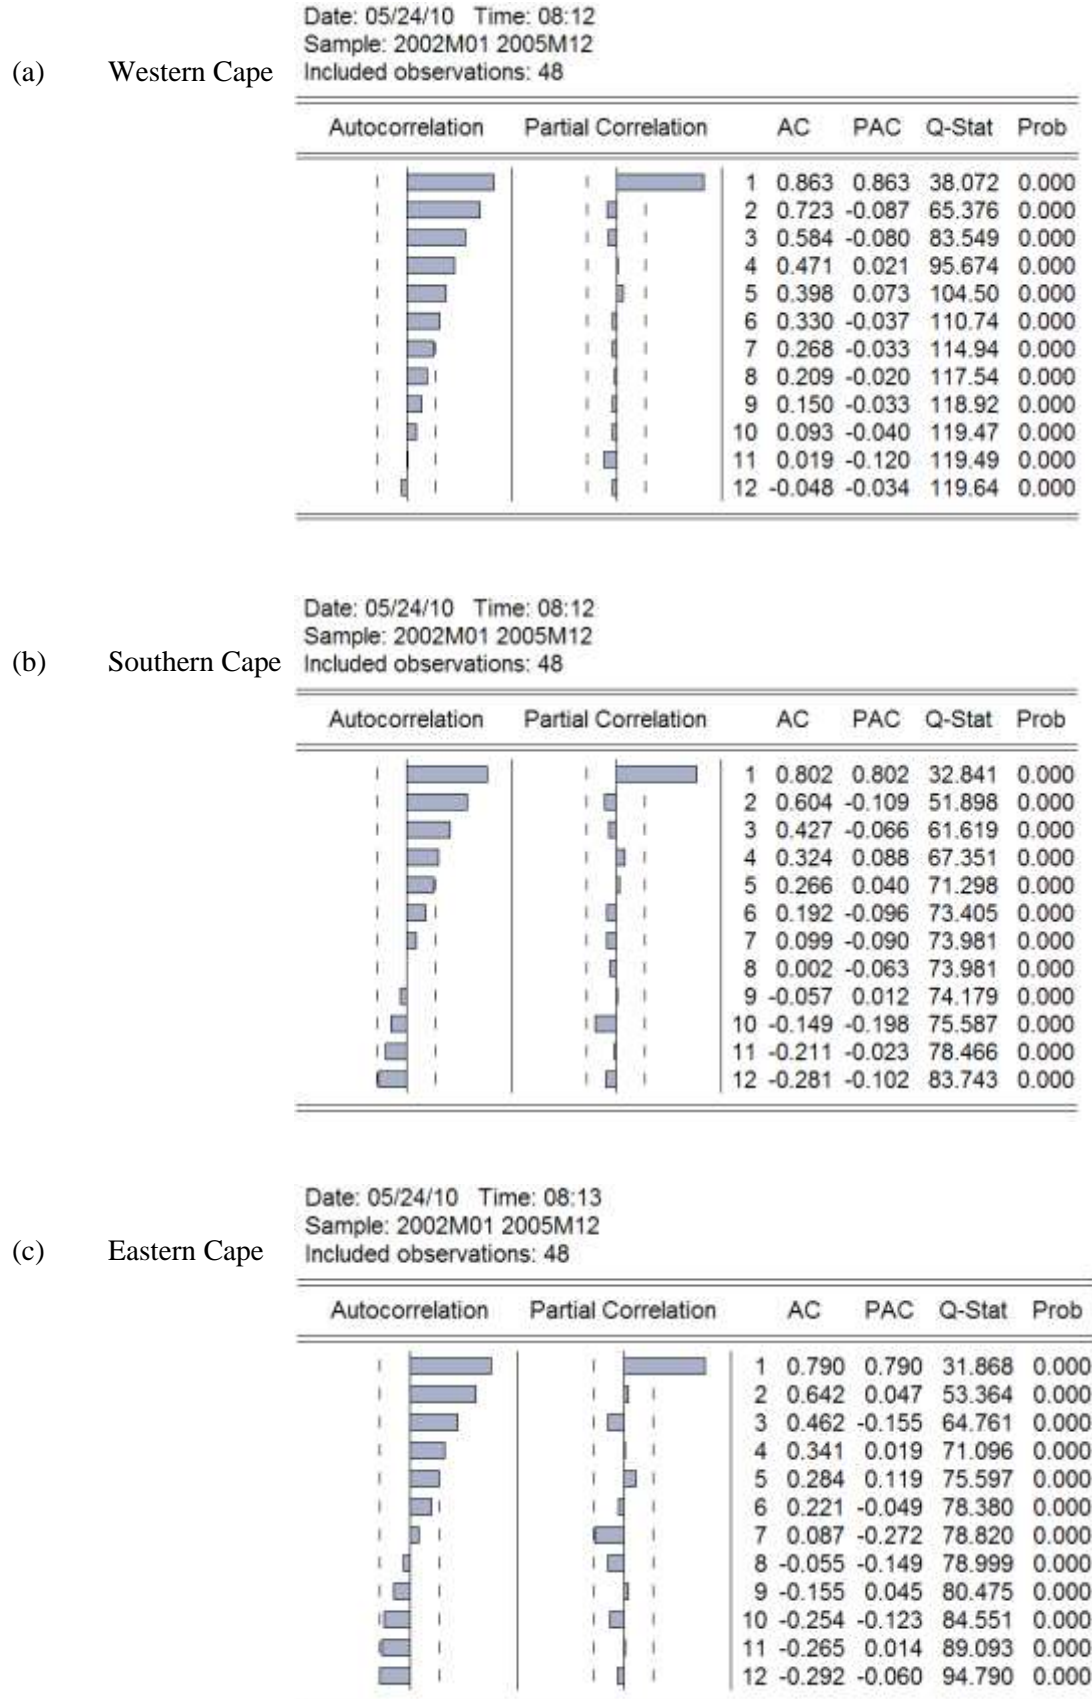 Date: 05/24/10 Time: 08:12
Sample: 2002M01 2005M12
(a) Western Cape Included observations: 48
Autocorrelation Partial Correlation AC PAC Q-Stat Prob
1 0.863 0.863 38.072 0.000
2 0.723 -0.087 65.376 0.000
3 0.584 -0.080 83.549 0.000
4 0.471 0.021 95.674 0.000
5 0.398 0.073 104.50 0.000
6 0.330 -0.037 110.74 0.000
7 0.268 -0.033 114.94 0.000
8 0.209 -0.020 117.54 0.000
9 0.150 -0.033 118.92 0.000
10 0.093 -0.040 119.47 0.000
11 0.019 -0.120 119.49 0.000
12 -0.048 -0.034 119.64 0.000
Date: 05/24/10 Time: 08:12
Sample: 2002M01 2005M12
(b) Southern Cape Included observations: 48
Autocorrelation Partial Correlation AC PAC Q-Stat Prob
1 0.802 0.802 32.841 0.000
2 0.604 -0.109 51.898 0.000
3 0.427 -0.066 61.619 0.000
4 0.324 0.088 67.351 0.000
5 0.266 0.040 71.298 0.000
6 0.192 -0.096 73.405 0.000
7 0.099 -0.090 73.981 0.000
8 0.002 -0.063 73.981 0.000
9 -0.057 0.012 74.179 0.000
10 -0.149 -0.198 75.587 0.000
11 -0.211 -0.023 78.466 0.000
12 -0.281 -0.102 83.743 0.000
Date: 05/24/10 Time: 08:13
Sample: 2002M01 2005M12
(c) Eastern Cape Included observations: 48
Autocorrelation Partial Correlation AC PAC Q-Stat Prob
1 0.790 0.790 31.868 0.000
2 0.642 0.047 53.364 0.000
3 0.462 -0.155 64.761 0.000
4 0.341 0.019 71.096 0.000
5 0.284 0.119 75.597 0.000
6 0.221 -0.049 78.380 0.000
7 0.087 -0.272 78.820 0.000
8 -0.055 -0.149 78.999 0.000
9 -0.155 0.045 80.475 0.000
10 -0.254 -0.123 84.551 0.000
11 -0.265 0.014 89.093 0.000
12 -0.292 -0.060 94.790 0.000